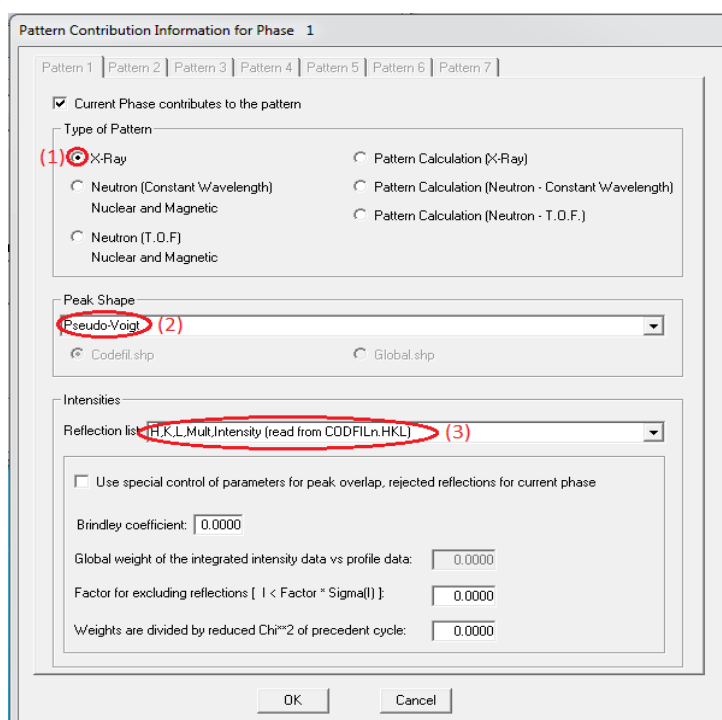 Pattern Contribution Information for Phase 1
Pattern 1 Pattern 2 Pattern 3 Pattern 4 Pattern 5 Pattern 6 Pattern 7
Current Phase contributes to the pattern
Type of Pattern
(1) X-Ray
Pattern Calculation (X-Ray)
Neutron (Constant Wavelength)
Nuclear and Magnetic
Pattern Calculation (Neutron - Constant Wavelength)
Pattern Calculation (Neutron - T.O.F.)
Neutron (T.O.F)
Nuclear and Magnetic
Peak Shape
Pseudo-Voigt (2)
Codefil.shp
Global.shp
Intensities
Reflection list: H,K,L,Mult,Intensity (read from CODFILn.HKL) (3)
Use special control of parameters for peak overlap, rejected reflections for current phase
Brindley coefficient: 0.0000
Global weight of the integrated intensity data vs profile data: 0.0000
Factor for excluding reflections [ I < Factor * Sigma(I) ]: 0.0000
Weights are divided by reduced Chi**2 of precedent cycle: 0.0000
OK Cancel